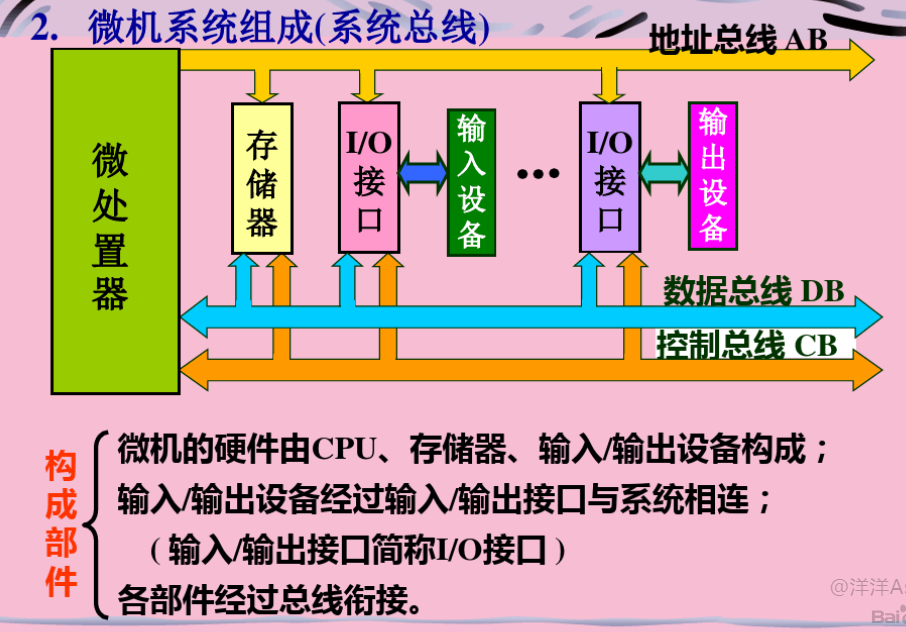 2. 微机系统组成(系统总线)
地址总线 AB
微处置器
存储器
I/O接口
输入设备
•••
I/O接口
输出设备
数据总线 DB
控制总线 CB
构成部件
微机的硬件由CPU、存储器、输入/输出设备构成；
输入/输出设备经过输入/输出接口与系统相连；
( 输入/输出接口简称I/O接口 )
各部件经过总线衔接。
@洋洋A
Bai